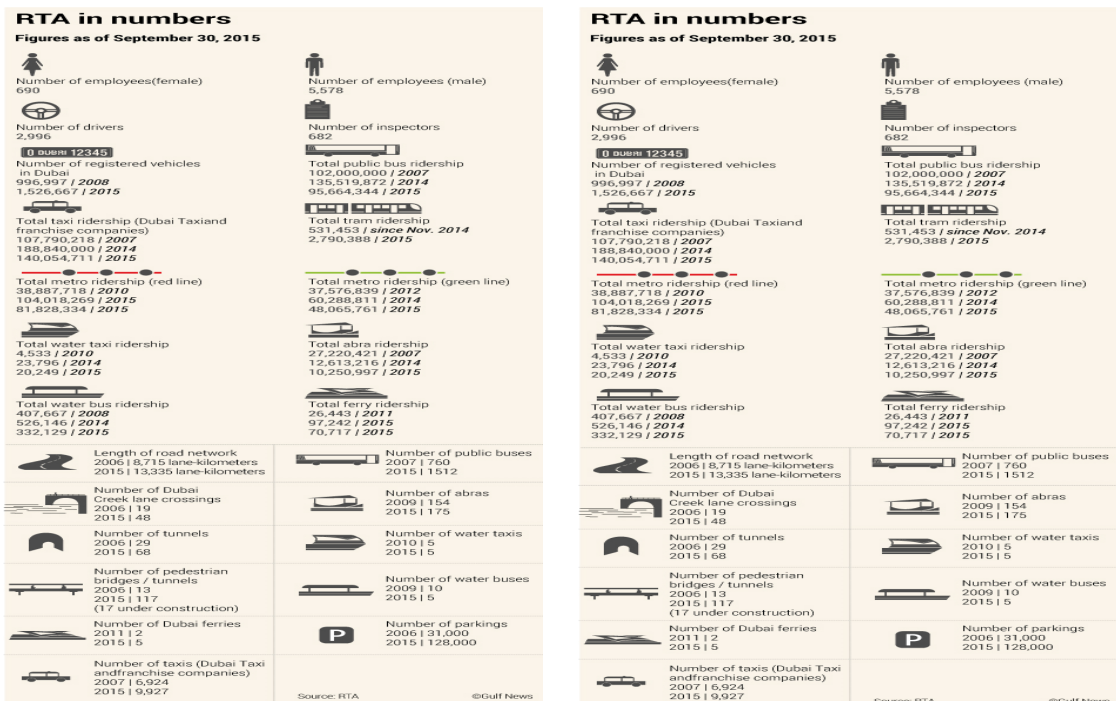 RTA in numbers
Figures as of September 30, 2015
Number of employees(female)
690
Number of employees (male)
5,578
Number of drivers
2,996
Number of inspectors
682
0 DUBAI 12345
Number of registered vehicles
in Dubai
996,997 / 2008
1,526,667 / 2015
Total public bus ridership
102,000,000 / 2007
135,519,872 / 2014
95,664,344 / 2015
Total taxi ridership (Dubai Taxiand
franchise companies)
107,790,218 / 2007
188,840,000 / 2014
140,054,711 / 2015
Total tram ridership
531,453 / since Nov. 2014
2,790,388 / 2015
Total metro ridership (red line)
38,887,718 / 2010
104,018,269 / 2015
81,828,334 / 2015
Total metro ridership (green line)
37,576,839 / 2012
60,288,811 / 2014
48,065,761 / 2015
Total water taxi ridership
4,533 / 2010
23,796 / 2014
20,249 / 2015
Total abra ridership
27,220,421 / 2007
12,613,216 / 2014
10,250,997 / 2015
Total water bus ridership
407,667 / 2008
526,146 / 2014
332,129 / 2015
Total ferry ridership
26,443 / 2011
97,242 / 2015
70,717 / 2015
Length of road network
2006 | 8,715 lane-kilometers
2015 | 13,335 lane-kilometers
Number of public buses
2007 | 760
2015 | 1512
Number of Dubai
Creek lane crossings
2006 | 19
2015 | 48
Number of abras
2009 | 154
2015 | 175
Number of tunnels
2006 | 29
2015 | 68
Number of water taxis
2010 | 5
2015 | 5
Number of pedestrian
bridges / tunnels
2006 | 13
2015 | 117
(17 under construction)
Number of water buses
2009 | 10
2015 | 5
Number of Dubai ferries
2011 | 2
2015 | 5
P
Number of parkings
2006 | 31,000
2015 | 128,000
Number of taxis (Dubai Taxi
andfranchise companies)
2007 | 6,924
2015 | 9,927
Source: RTA
©Gulf News
RTA in numbers
Figures as of September 30, 2015
Number of employees(female)
690
Number of employees (male)
5,578
Number of drivers
2,996
Number of inspectors
682
0 DUBAI 12345
Number of registered vehicles
in Dubai
996,997 / 2008
1,526,667 / 2015
Total public bus ridership
102,000,000 / 2007
135,519,872 / 2014
95,664,344 / 2015
Total taxi ridership (Dubai Taxiand
franchise companies)
107,790,218 / 2007
188,840,000 / 2014
140,054,711 / 2015
Total tram ridership
531,453 / since Nov. 2014
2,790,388 / 2015
Total metro ridership (red line)
38,887,718 / 2010
104,018,269 / 2015
81,828,334 / 2015
Total metro ridership (green line)
37,576,839 / 2012
60,288,811 / 2014
48,065,761 / 2015
Total water taxi ridership
4,533 / 2010
23,796 / 2014
20,249 / 2015
Total abra ridership
27,220,421 / 2007
12,613,216 / 2014
10,250,997 / 2015
Total water bus ridership
407,667 / 2008
526,146 / 2014
332,129 / 2015
Total ferry ridership
26,443 / 2011
97,242 / 2015
70,717 / 2015
Length of road network
2006 | 8,715 lane-kilometers
2015 | 13,335 lane-kilometers
Number of public buses
2007 | 760
2015 | 1512
Number of Dubai
Creek lane crossings
2006 | 19
2015 | 48
Number of abras
2009 | 154
2015 | 175
Number of tunnels
2006 | 29
2015 | 68
Number of water taxis
2010 | 5
2015 | 5
Number of pedestrian
bridges / tunnels
2006 | 13
2015 | 117
(17 under construction)
Number of water buses
2009 | 10
2015 | 5
Number of Dubai ferries
2011 | 2
2015 | 5
P
Number of parkings
2006 | 31,000
2015 | 128,000
Number of taxis (Dubai Taxi
andfranchise companies)
2007 | 6,924
2015 | 9,927
Source: RTA
©Gulf News